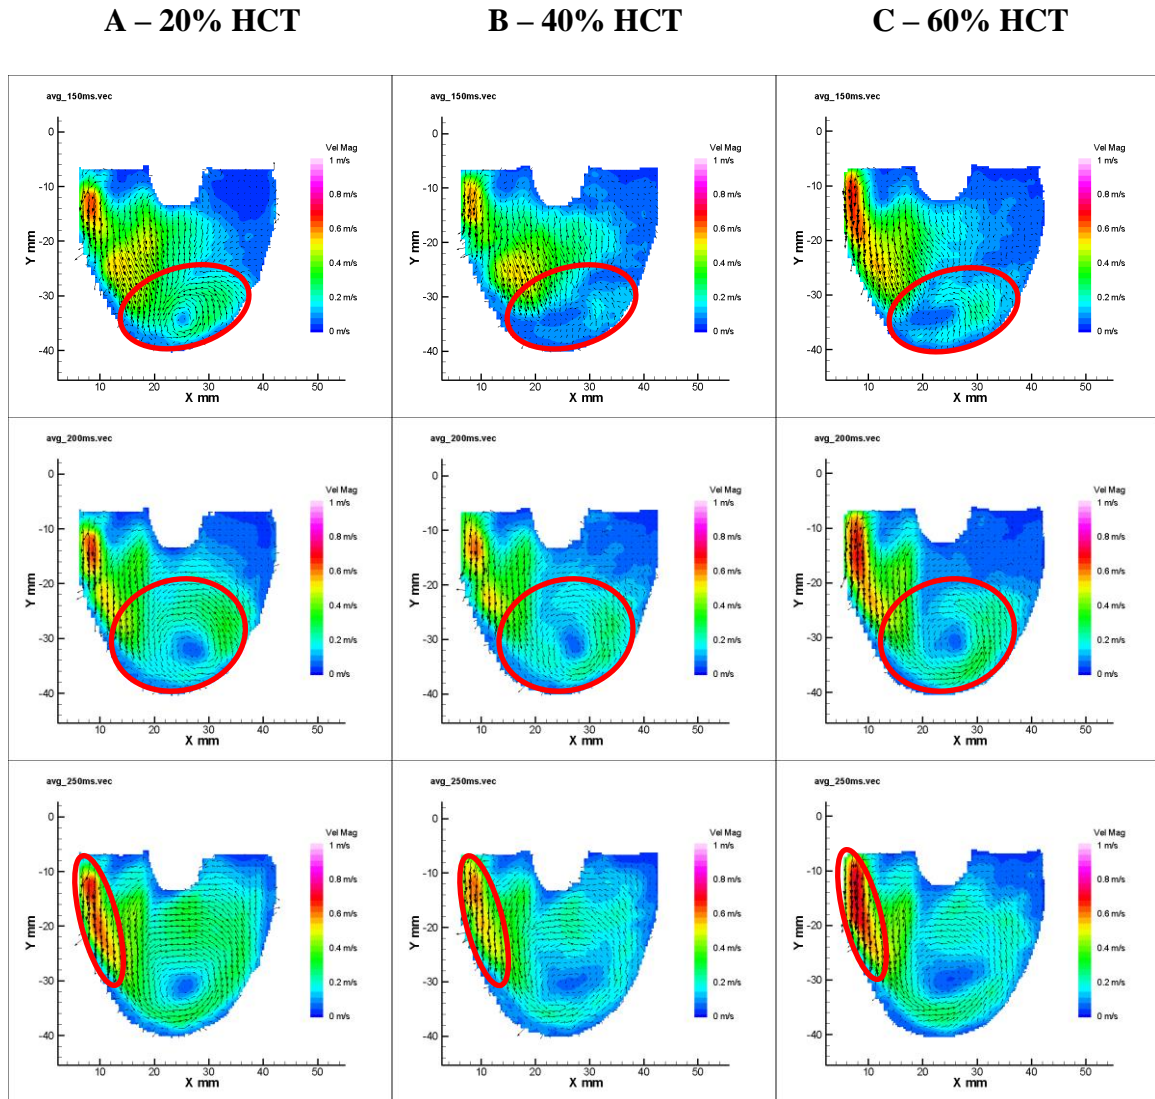 A – 20% HCT
B – 40% HCT
C – 60% HCT
avg_150ms.vec
Vel Mag
1 m/s
0.8 m/s
0.6 m/s
0.4 m/s
0.2 m/s
0 m/s
0
-10
-20
-30
-40
Y mm
10 20 30 40 50
X mm
avg_150ms.vec
Vel Mag
1 m/s
0.8 m/s
0.6 m/s
0.4 m/s
0.2 m/s
0 m/s
0
-10
-20
-30
-40
Y mm
10 20 30 40 50
X mm
avg_150ms.vec
Vel Mag
1 m/s
0.8 m/s
0.6 m/s
0.4 m/s
0.2 m/s
0 m/s
0
-10
-20
-30
-40
Y mm
10 20 30 40 50
X mm
avg_200ms.vec
Vel Mag
1 m/s
0.8 m/s
0.6 m/s
0.4 m/s
0.2 m/s
0 m/s
0
-10
-20
-30
-40
Y mm
10 20 30 40 50
X mm
avg_200ms.vec
Vel Mag
1 m/s
0.8 m/s
0.6 m/s
0.4 m/s
0.2 m/s
0 m/s
0
-10
-20
-30
-40
Y mm
10 20 30 40 50
X mm
avg_200ms.vec
Vel Mag
1 m/s
0.8 m/s
0.6 m/s
0.4 m/s
0.2 m/s
0 m/s
0
-10
-20
-30
-40
Y mm
10 20 30 40 50
X mm
avg_250ms.vec
Vel Mag
1 m/s
0.8 m/s
0.6 m/s
0.4 m/s
0.2 m/s
0 m/s
0
-10
-20
-30
-40
Y mm
10 20 30 40 50
X mm
avg_250ms.vec
Vel Mag
1 m/s
0.8 m/s
0.6 m/s
0.4 m/s
0.2 m/s
0 m/s
0
-10
-20
-30
-40
Y mm
10 20 30 40 50
X mm
avg_250ms.vec
Vel Mag
1 m/s
0.8 m/s
0.6 m/s
0.4 m/s
0.2 m/s
0 m/s
0
-10
-20
-30
-40
Y mm
10 20 30 40 50
X mm